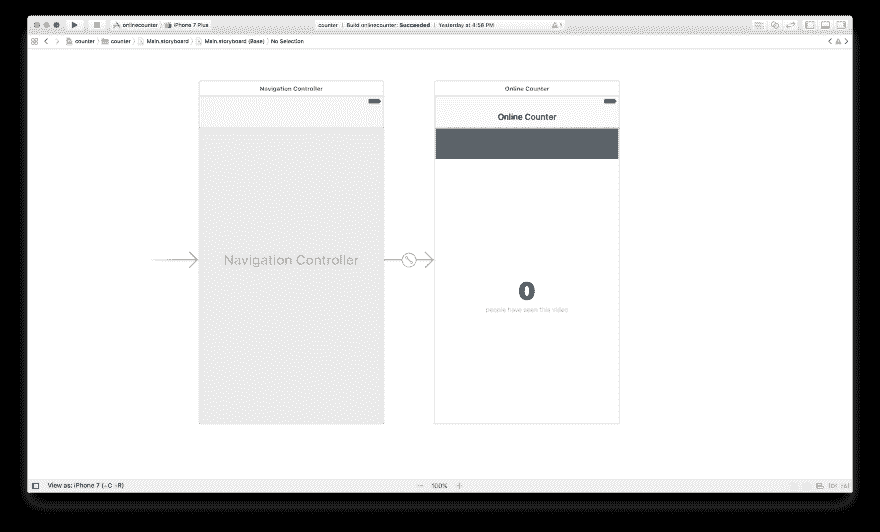 onlinecounter › iPhone 7 Plus
counter | Build onlinecounter: Succeeded | Yesterday at 4:56 PM
1
counter › counter › Main.storyboard › Main.storyboard (Base) › No Selection
Navigation Controller
Online Counter
Online Counter
Navigation Controller
0
people have seen this video
View as: iPhone 7 (
100%